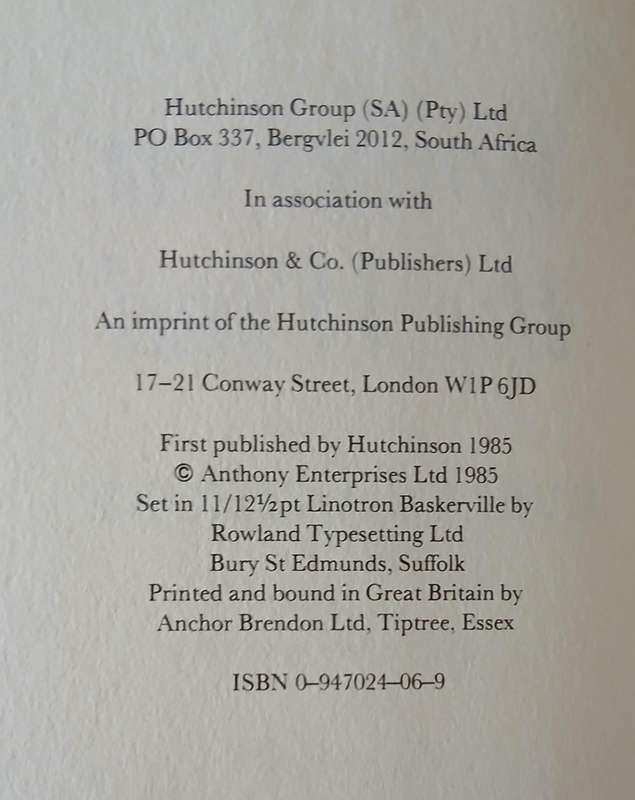 Hutchinson Group (SA) (Pty) Ltd
PO Box 337, Bergvlei 2012, South Africa
In association with
Hutchinson & Co. (Publishers) Ltd
An imprint of the Hutchinson Publishing Group
17–21 Conway Street, London W1P 6JD
First published by Hutchinson 1985
© Anthony Enterprises Ltd 1985
Set in 11/12½pt Linotron Baskerville by
Rowland Typesetting Ltd
Bury St Edmunds, Suffolk
Printed and bound in Great Britain by
Anchor Brendon Ltd, Tiptree, Essex
ISBN 0–947024–06–9